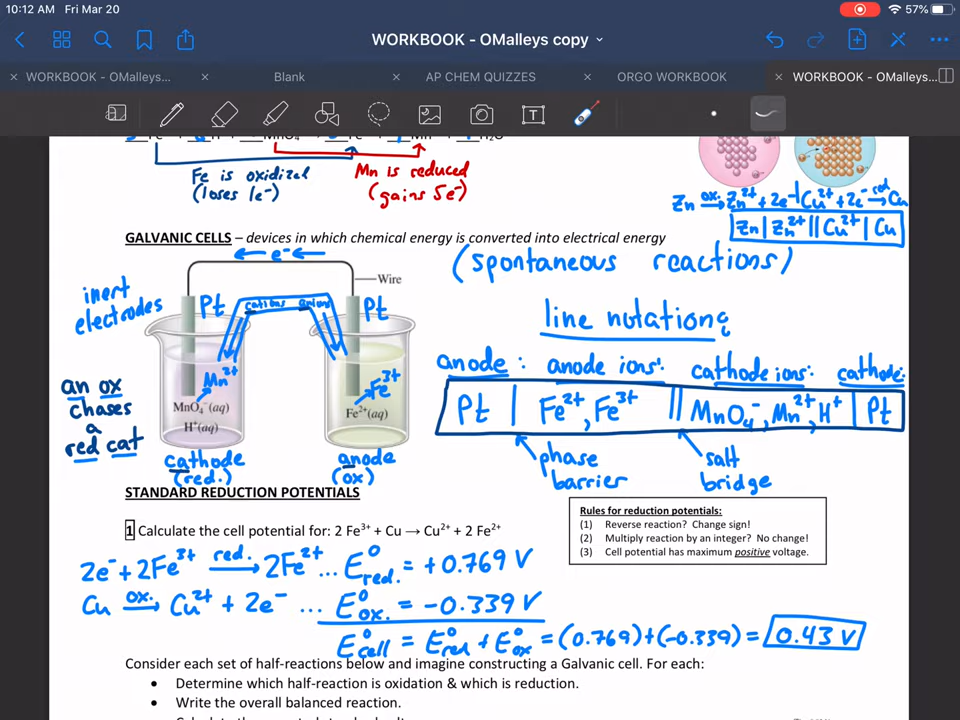 10:12 AM Fri Mar 20
57%
WORKBOOK - OMalleys copy
WORKBOOK - OMalleys...
Blank
AP CHEM QUIZZES
ORGO WORKBOOK
WORKBOOK - OMalleys...
Fe is oxidized
(loses 1e⁻)
Mn is reduced
(gains 5e⁻)
Zn ox.→ Zn²⁺ + 2e⁻ | Cu²⁺ + 2e⁻ red→ Cu
Zn | Zn²⁺ || Cu²⁺ | Cu
GALVANIC CELLS – devices in which chemical energy is converted into electrical energy
(spontaneous reactions)
← e⁻ ←
Wire
inert
electrodes
Pt
cations
anions
Pt
Mn²⁺
MnO₄⁻(aq)
H⁺(aq)
Fe³⁺
Fe²⁺(aq)
an ox
chases
a
red cat
cathode
(red.)
anode
(ox)
line notation:
anode:
anode ions:
cathode ions:
cathode:
Pt | Fe²⁺, Fe³⁺ || MnO₄⁻, Mn²⁺, H⁺ | Pt
phase
barrier
salt
bridge
STANDARD REDUCTION POTENTIALS
1 Calculate the cell potential for: 2 Fe³⁺ + Cu → Cu²⁺ + 2 Fe²⁺
Rules for reduction potentials:
(1) Reverse reaction? Change sign!
(2) Multiply reaction by an integer? No change!
(3) Cell potential has maximum positive voltage.
2e⁻ + 2Fe³⁺ red.→ 2Fe²⁺ ... E⁰red. = +0.769 V
Cu ox.→ Cu²⁺ + 2e⁻ ... E⁰ox. = -0.339 V
E⁰cell = E⁰red + E⁰ox = (0.769)+(-0.339) = 0.43 V
Consider each set of half-reactions below and imagine constructing a Galvanic cell. For each:
• Determine which half-reaction is oxidation & which is reduction.
• Write the overall balanced reaction.